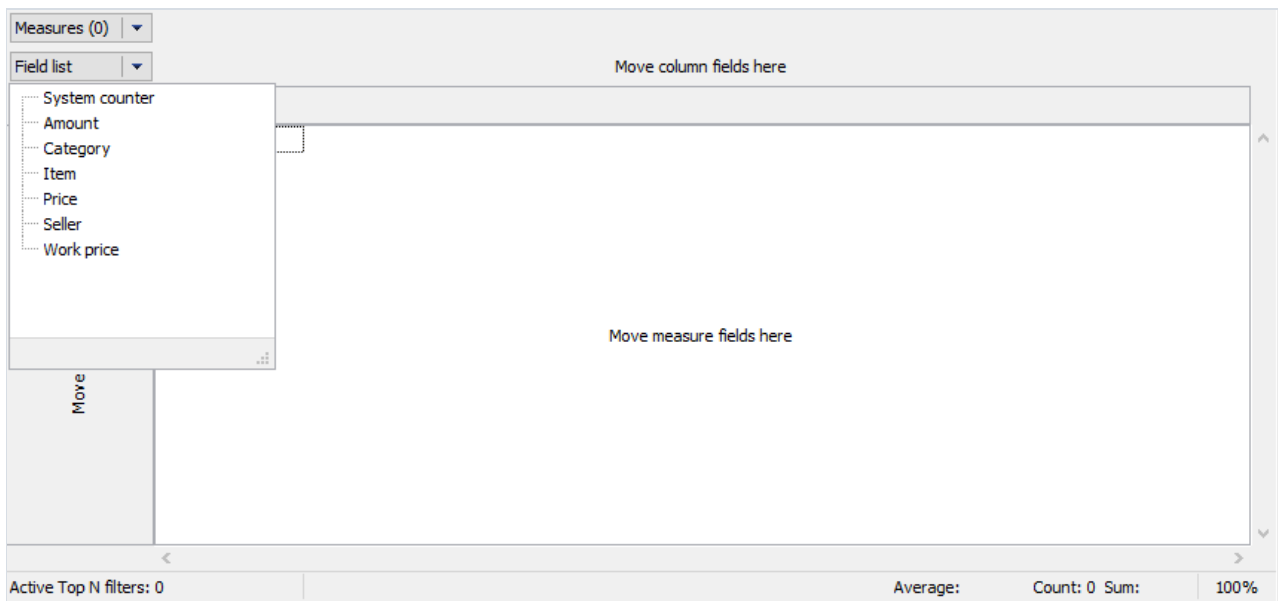 Measures (0)
Field list
Move column fields here
System counter
Amount
Category
Item
Price
Seller
Work price
Move measure fields here
Move
Active Top N filters: 0
Average:
Count: 0 Sum:
100%